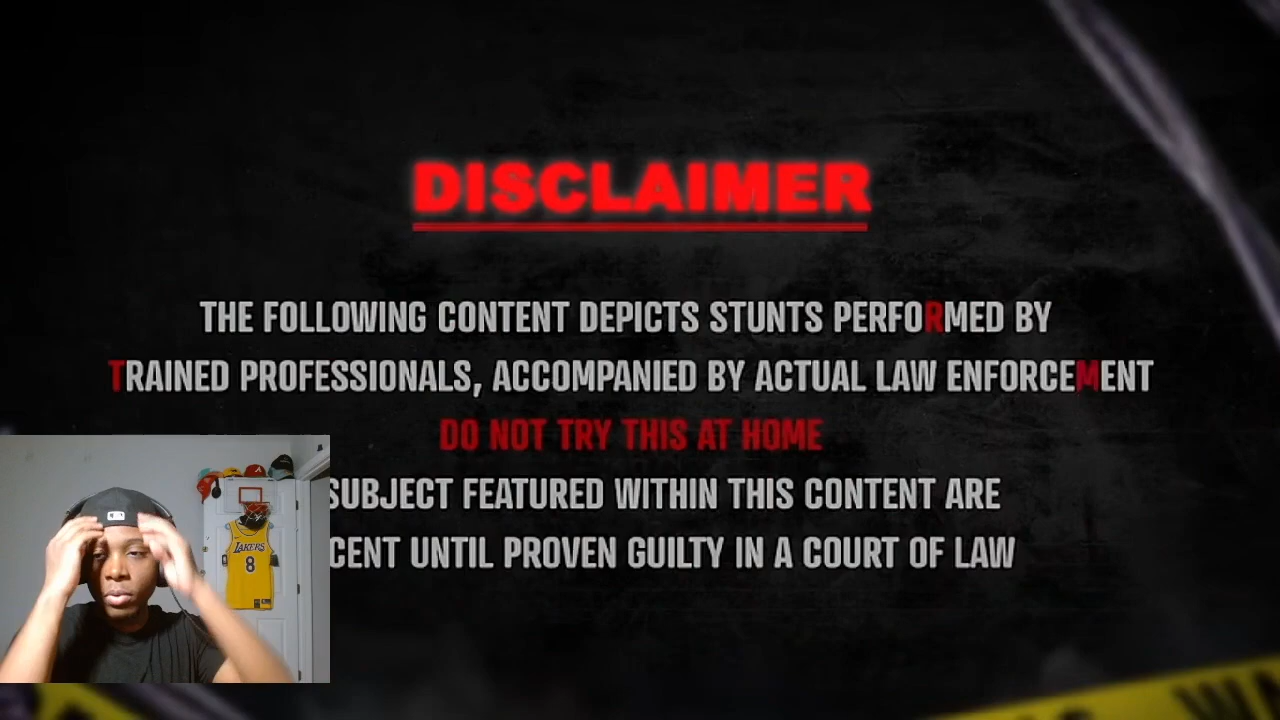 DISCLAIMER
THE FOLLOWING CONTENT DEPICTS STUNTS PERFORMED BY
TRAINED PROFESSIONALS, ACCOMPANIED BY ACTUAL LAW ENFORCEMENT
DO NOT TRY THIS AT HOME
SUBJECT FEATURED WITHIN THIS CONTENT ARE
CENT UNTIL PROVEN GUILTY IN A COURT OF LAW
LAKERS
8